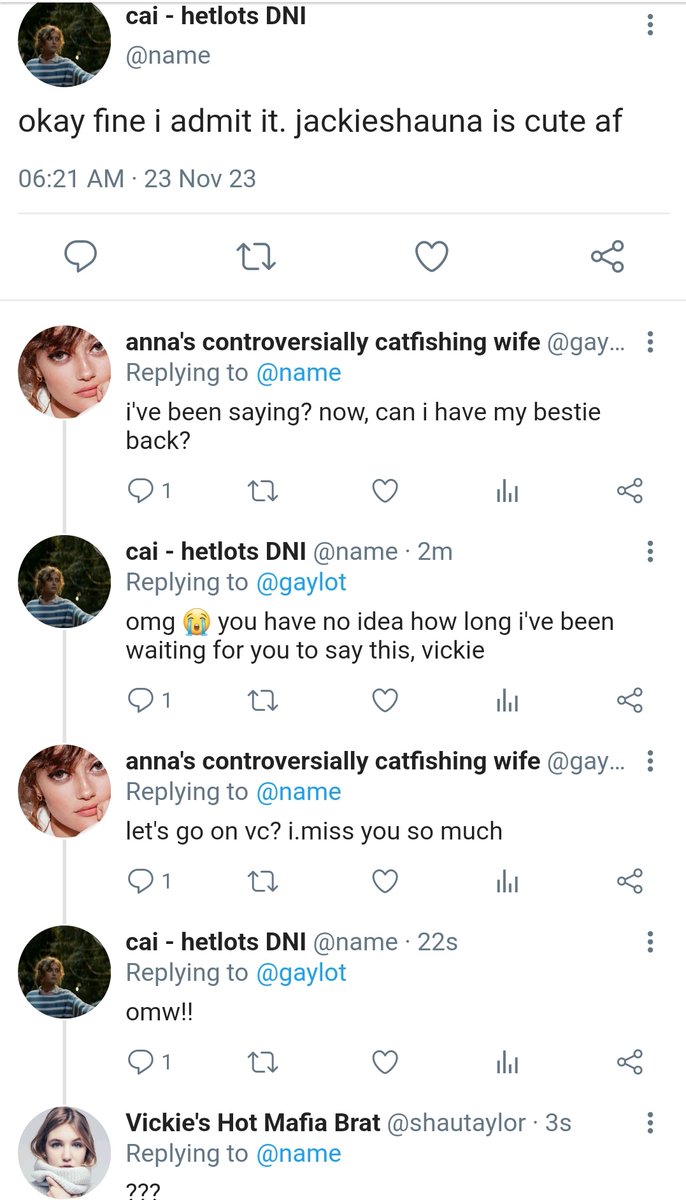 cai - hetlots DNI
@name
okay fine i admit it. jackieshauna is cute af
06:21 AM · 23 Nov 23
anna's controversially catfishing wife @gay...
Replying to @name
i've been saying? now, can i have my bestie
back?
1
cai - hetlots DNI @name · 2m
Replying to @gaylot
omg 😭 you have no idea how long i've been
waiting for you to say this, vickie
1
anna's controversially catfishing wife @gay...
Replying to @name
let's go on vc? i.miss you so much
1
cai - hetlots DNI @name · 22s
Replying to @gaylot
omw!!
1
Vickie's Hot Mafia Brat @shautaylor · 3s
Replying to @name
???